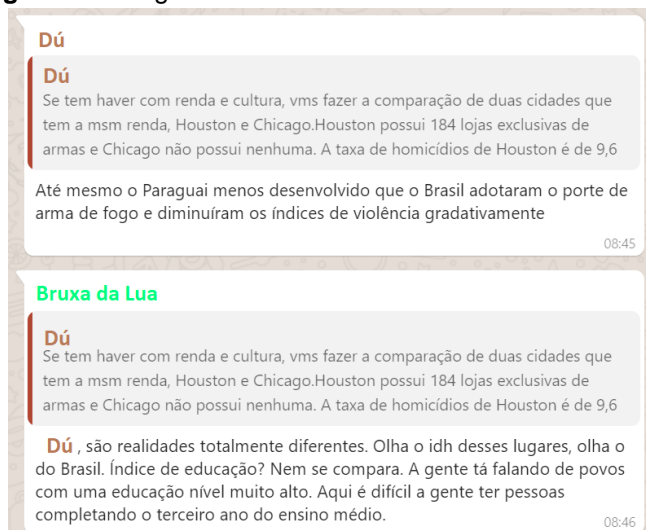 Dú
Dú
Se tem haver com renda e cultura, vms fazer a comparação de duas cidades que
tem a msm renda, Houston e Chicago.Houston possui 184 lojas exclusivas de
armas e Chicago não possui nenhuma. A taxa de homicídios de Houston é de 9,6
Até mesmo o Paraguai menos desenvolvido que o Brasil adotaram o porte de
arma de fogo e diminuíram os índices de violência gradativamente
08:45
Bruxa da Lua
Dú
Se tem haver com renda e cultura, vms fazer a comparação de duas cidades que
tem a msm renda, Houston e Chicago.Houston possui 184 lojas exclusivas de
armas e Chicago não possui nenhuma. A taxa de homicídios de Houston é de 9,6
Dú , são realidades totalmente diferentes. Olha o idh desses lugares, olha o
do Brasil. Índice de educação? Nem se compara. A gente tá falando de povos
com uma educação nível muito alto. Aqui é difícil a gente ter pessoas
completando o terceiro ano do ensino médio.
08:46